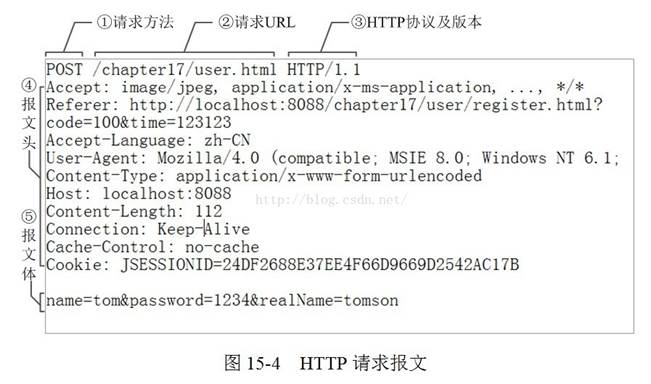 ①请求方法 ②请求URL ③HTTP协议及版本
POST /chapter17/user.html HTTP/1.1
Accept: image/jpeg, application/x-ms-application, ..., */*
Referer: http://localhost:8088/chapter17/user/register.html?
code=100&time=123123
Accept-Language: zh-CN
User-Agent: Mozilla/4.0 (compatible; MSIE 8.0; Windows NT 6.1;
Content-Type: application/x-www-form-urlencoded
Host: localhost:8088
Content-Length: 112
Connection: Keep-Alive
Cache-Control: no-cache
Cookie: JSESSIONID=24DF2688E37EE4F66D9669D2542AC17B
name=tom&password=1234&realName=tomson
④报文头
⑤报文体
http://blog.csdn.net/
图 15-4 HTTP 请求报文